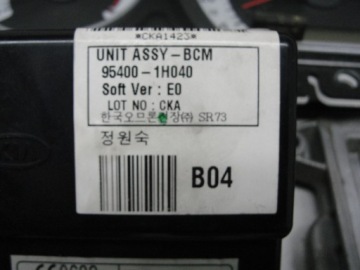 *CKA1423*
UNIT ASSY-BCM
95400-1H040
Soft Ver : E0
LOT NO : CKA
한국오므론전장(주) SR73
정원숙
B04